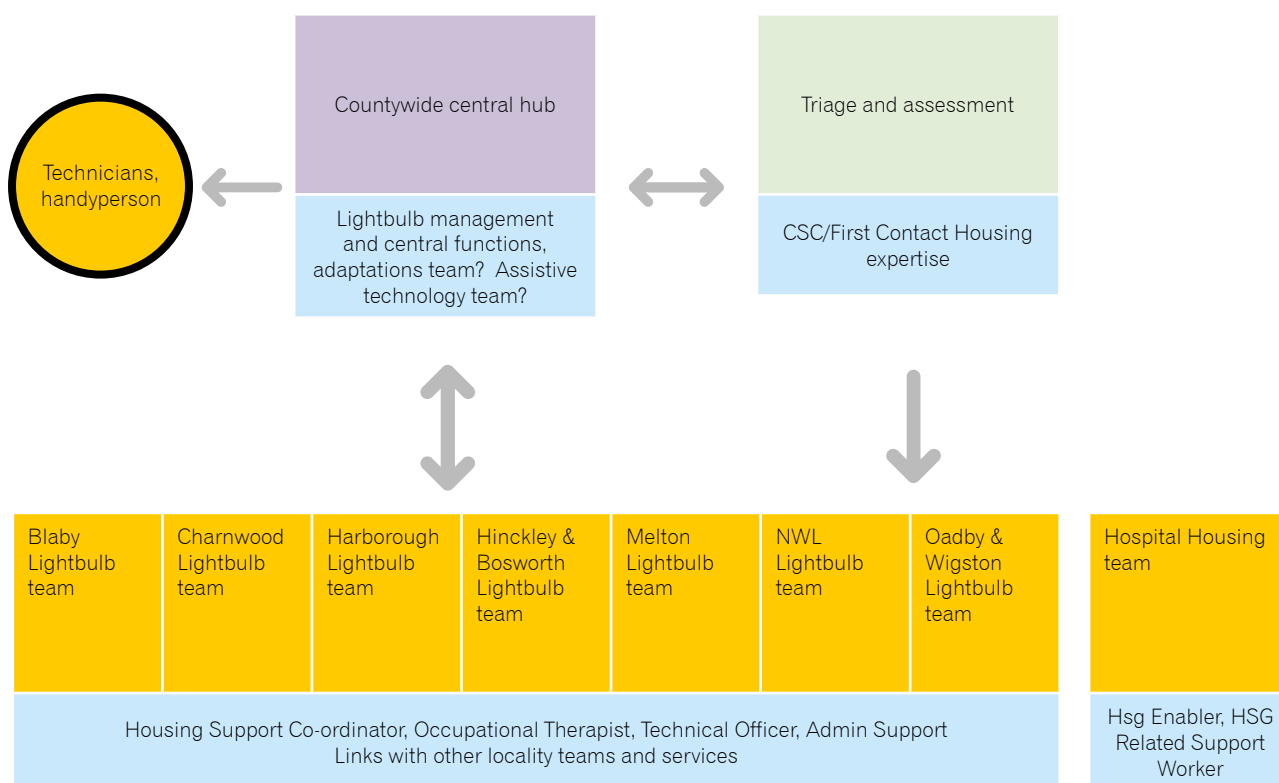 Countywide central hub
Triage and assessment
Technicians,
handyperson
Lightbulb management
and central functions,
adaptations team?  Assistive
technology team?
CSC/First Contact Housing
expertise
Blaby
Lightbulb
team
Charnwood
Lightbulb
team
Harborough
Lightbulb
team
Hinckley &
Bosworth
Lightbulb
team
Melton
Lightbulb
team
NWL
Lightbulb
team
Oadby &
Wigston
Lightbulb
team
Hospital Housing
team
Housing Support Co-ordinator, Occupational Therapist, Technical Officer, Admin Support
Links with other locality teams and services
Hsg Enabler, HSG
Related Support
Worker